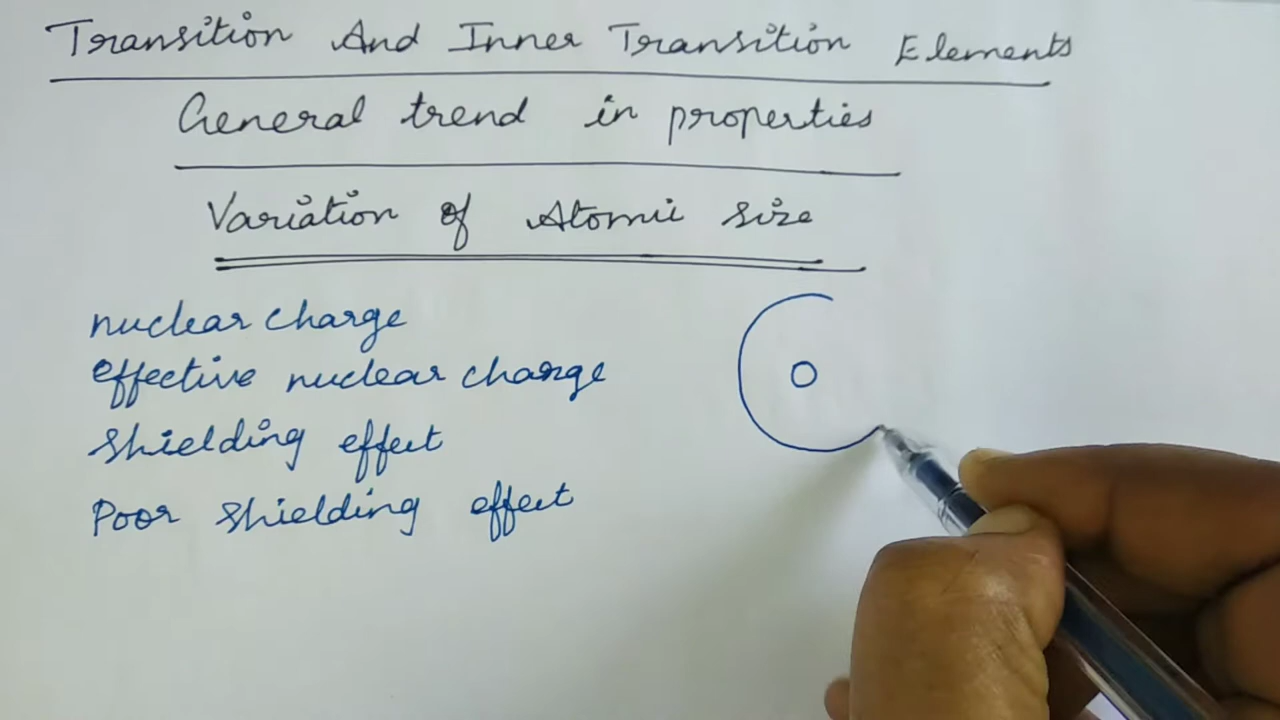 Transition And Inner Transition Elements
General trend in properties
Variation of Atomic size
nuclear charge
effective nuclear charge
shielding effect
Poor shielding effect